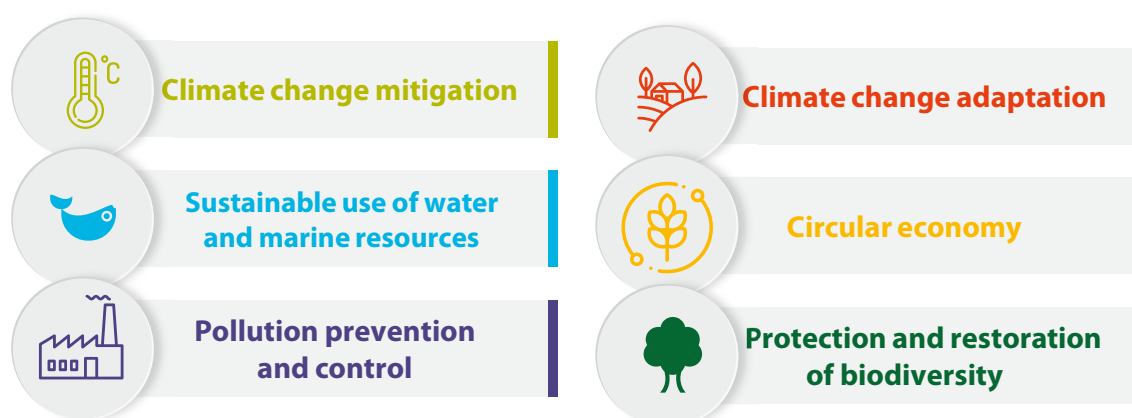 °C
Climate change mitigation
Climate change adaptation
Sustainable use of water
and marine resources
Circular economy
Pollution prevention
and control
Protection and restoration
of biodiversity